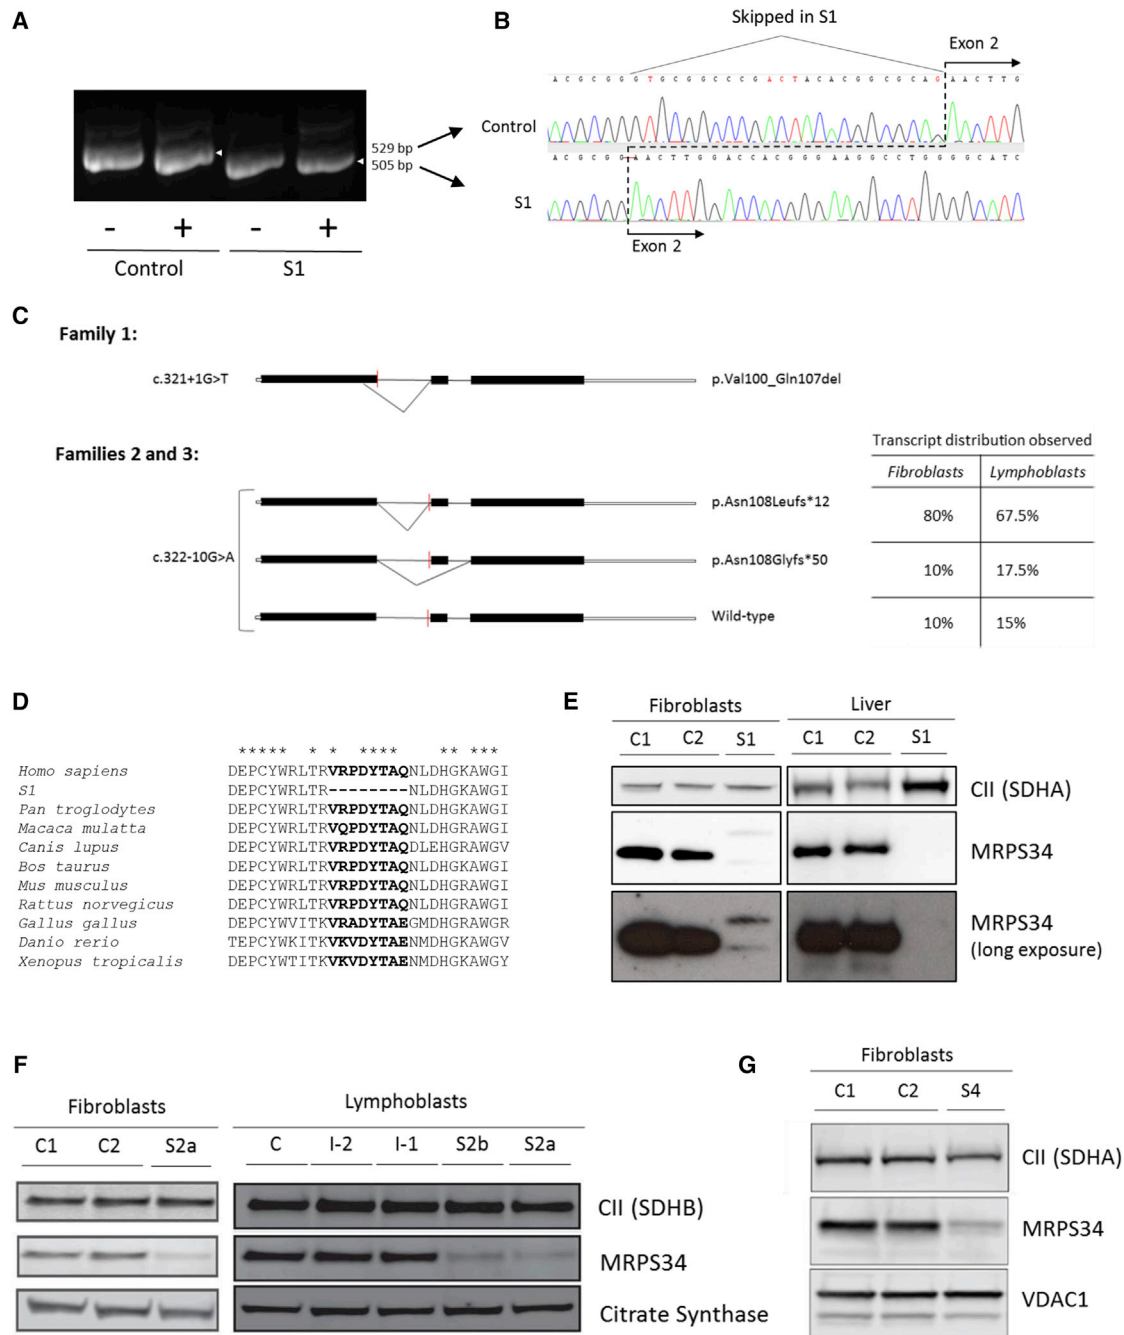 A
529 bp
505 bp
- + - +
Control S1
B
Skipped in S1
Exon 2
A C G C G G G T G C G G C C C G A C T A C A C G G C G C A G A A C T T G
Control
A C G C G G A A C T T G G A C C A C G G G A A G G C C T G G G G C A T C
S1
Exon 2
C
Family 1:
c.321+1G>T
p.Val100_Gln107del
Families 2 and 3:
Transcript distribution observed
Fibroblasts Lymphoblasts
p.Asn108Leufs*12
80% 67.5%
c.322-10G>A
p.Asn108Glyfs*50
10% 17.5%
Wild-type
10% 15%
D
***** * * **** ** ***
Homo sapiens DEPCYWRLTRVRPDYTAQNLDHGKAWGI
S1 DEPCYWRLTR--------NLDHGKAWGI
Pan troglodytes DEPCYWRLTRVRPDYTAQNLDHGKAWGI
Macaca mulatta DEPCYWRLTRVQPDYTAQNLDHGKAWGI
Canis lupus DEPCYWRLTRVRPDYTAQDLEHGKAWGV
Bos taurus DEPCYWRLTRVRPDYTAQNLDHGKAWGI
Mus musculus DEPCYWRLTRVRPDYTAQNLDHGRAWGI
Rattus norvegicus DEPCYWRLTRVRPDYTAQNLDHGRAWGI
Gallus gallus DEPCYWVITKVRADYTAEGMDHGRAWGR
Danio rerio TEPCYWKITKVKVDYTAENMDHGKAWGV
Xenopus tropicalis DEPCYWTITKVKVDYTAENMDHGKAWGY
E
Fibroblasts Liver
C1 C2 S1 C1 C2 S1
CII (SDHA)
MRPS34
MRPS34
(long exposure)
F
Fibroblasts Lymphoblasts
C1 C2 S2a C I-2 I-1 S2b S2a
CII (SDHB)
MRPS34
Citrate Synthase
G
Fibroblasts
C1 C2 S4
CII (SDHA)
MRPS34
VDAC1